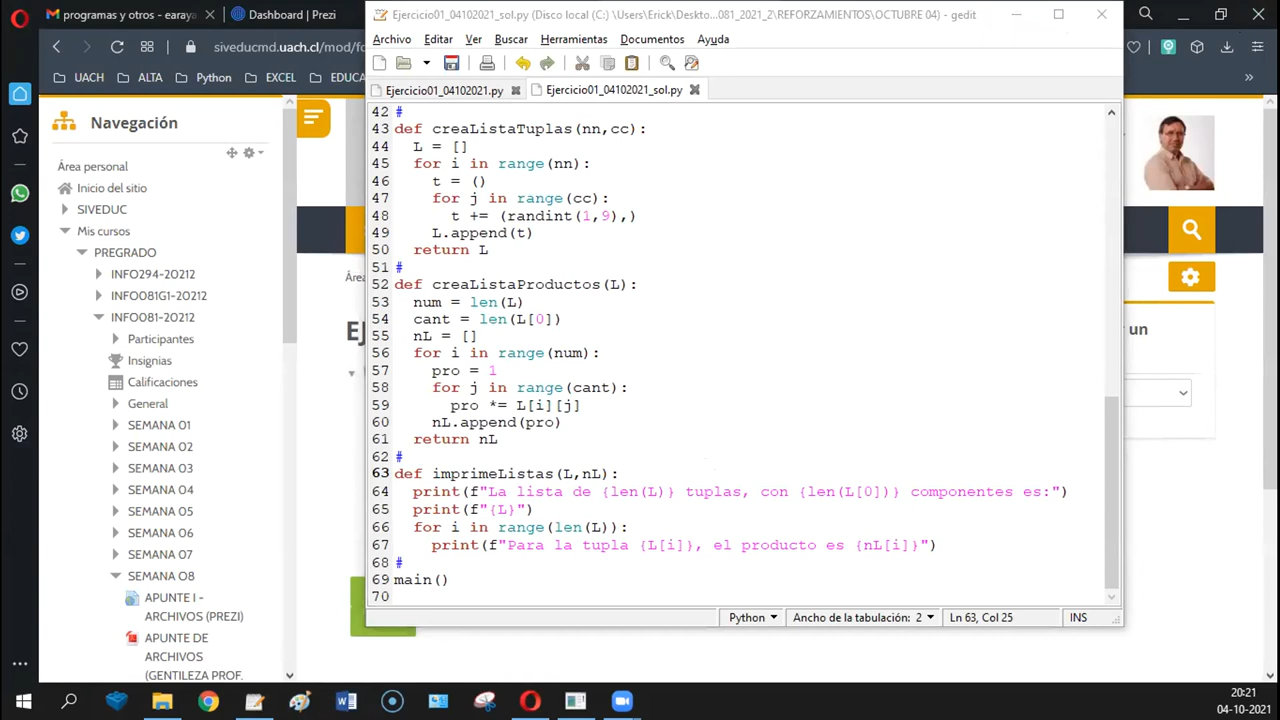 programas y otros - earaya
Dashboard | Prezi
Ejercicio01_04102021_sol.py (Disco local (C:) \Users\Erick\Deskto...081_2021_2\REFORZAMIENTOS\OCTUBRE 04) - gedit
siveducmd.uach.cl/mod/fo
Archivo Editar Ver Buscar Herramientas Documentos Ayuda
UACH ALTA Python EXCEL EDUCA
»
Ejercicio01_04102021.py
Ejercicio01_04102021_sol.py
Navegación
Área personal
Inicio del sitio
SIVEDUC
Mis cursos
PREGRADO
INFO294-20212
INFO081G1-20212
INFO081-20212
Participantes
Insignias
Calificaciones
General
SEMANA 01
SEMANA 02
SEMANA 03
SEMANA 04
SEMANA 05
SEMANA 06
SEMANA 07
SEMANA 08
APUNTE I -
ARCHIVOS (PREZI)
APUNTE DE
ARCHIVOS
(GENTILEZA PROF.
42 #
43 def creaListaTuplas(nn,cc):
44 L = []
45 for i in range(nn):
46 t = ()
47 for j in range(cc):
48 t += (randint(1,9),)
49 L.append(t)
50 return L
51 #
52 def creaListaProductos(L):
53 num = len(L)
54 cant = len(L[0])
55 nL = []
56 for i in range(num):
57 pro = 1
58 for j in range(cant):
59 pro *= L[i][j]
60 nL.append(pro)
61 return nL
62 #
63 def imprimeListas(L,nL):
64 print(f"La lista de {len(L)} tuplas, con {len(L[0])} componentes es:")
65 print(f"{L}")
66 for i in range(len(L)):
67 print(f"Para la tupla {L[i]}, el producto es {nL[i]}")
68 #
69 main()
70
Python Ancho de la tabulación: 2 Ln 63, Col 25 INS
un
20:21
04-10-2021